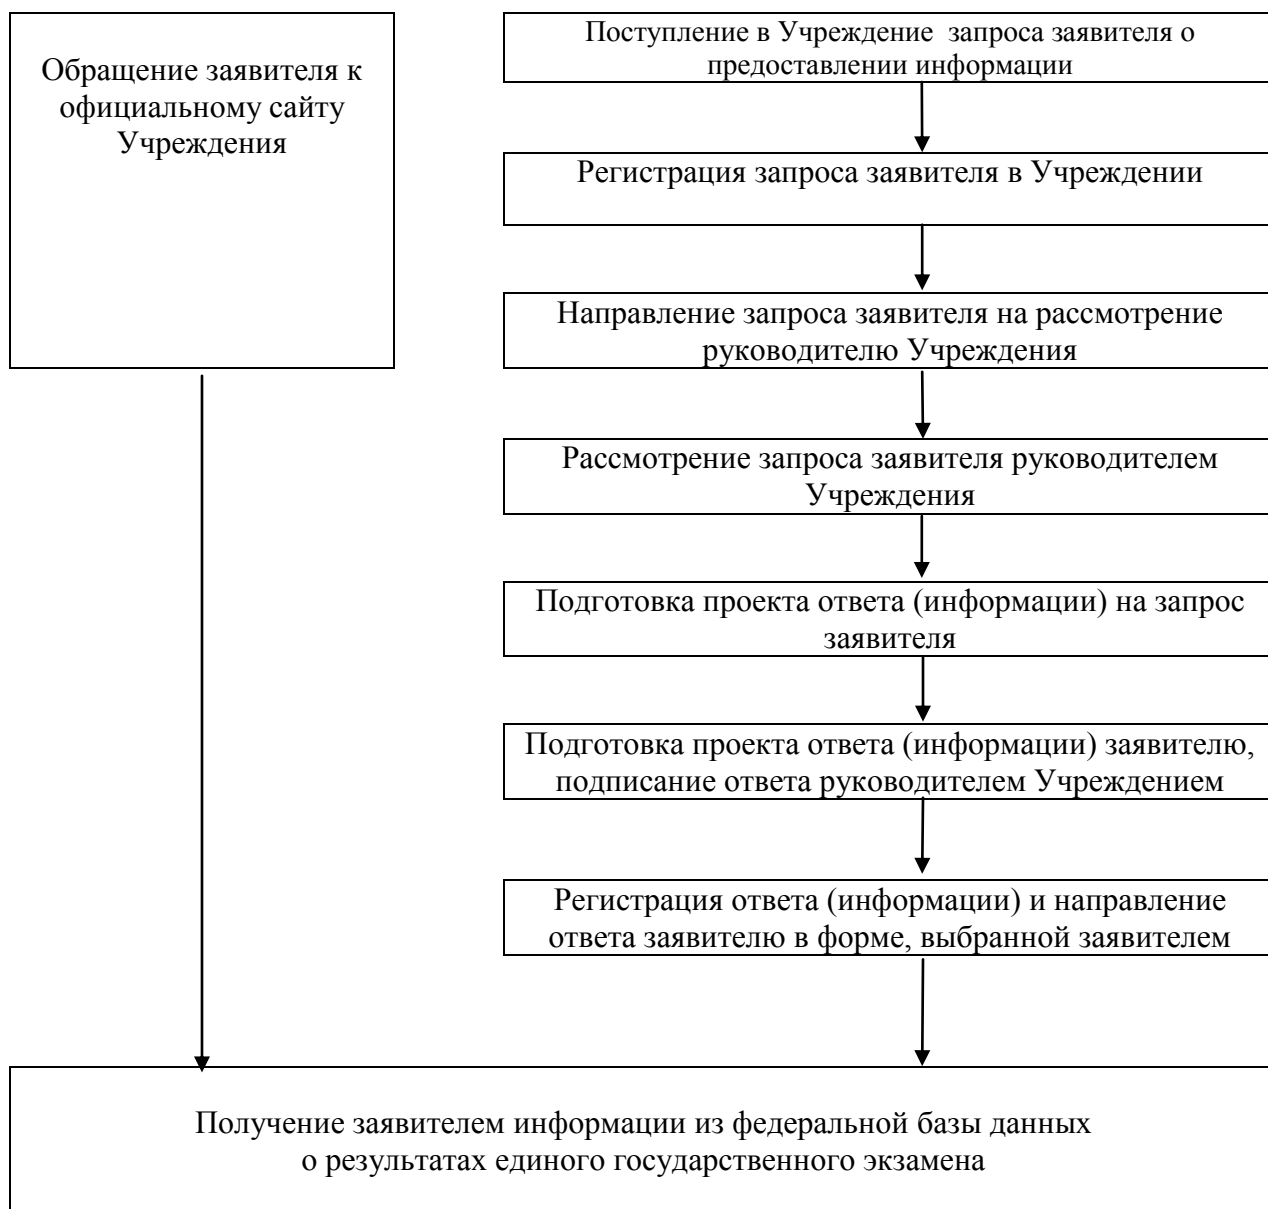 Обращение заявителя к
официальному сайту
Учреждения
Поступление в Учреждение  запроса заявителя о
предоставлении информации
Регистрация запроса заявителя в Учреждении
Направление запроса заявителя на рассмотрение
руководителю Учреждения
Рассмотрение запроса заявителя руководителем
Учреждения
Подготовка проекта ответа (информации) на запрос
заявителя
Подготовка проекта ответа (информации) заявителю,
подписание ответа руководителем Учреждением
Регистрация ответа (информации) и направление
ответа заявителю в форме, выбранной заявителем
Получение заявителем информации из федеральной базы данных
о результатах единого государственного экзамена